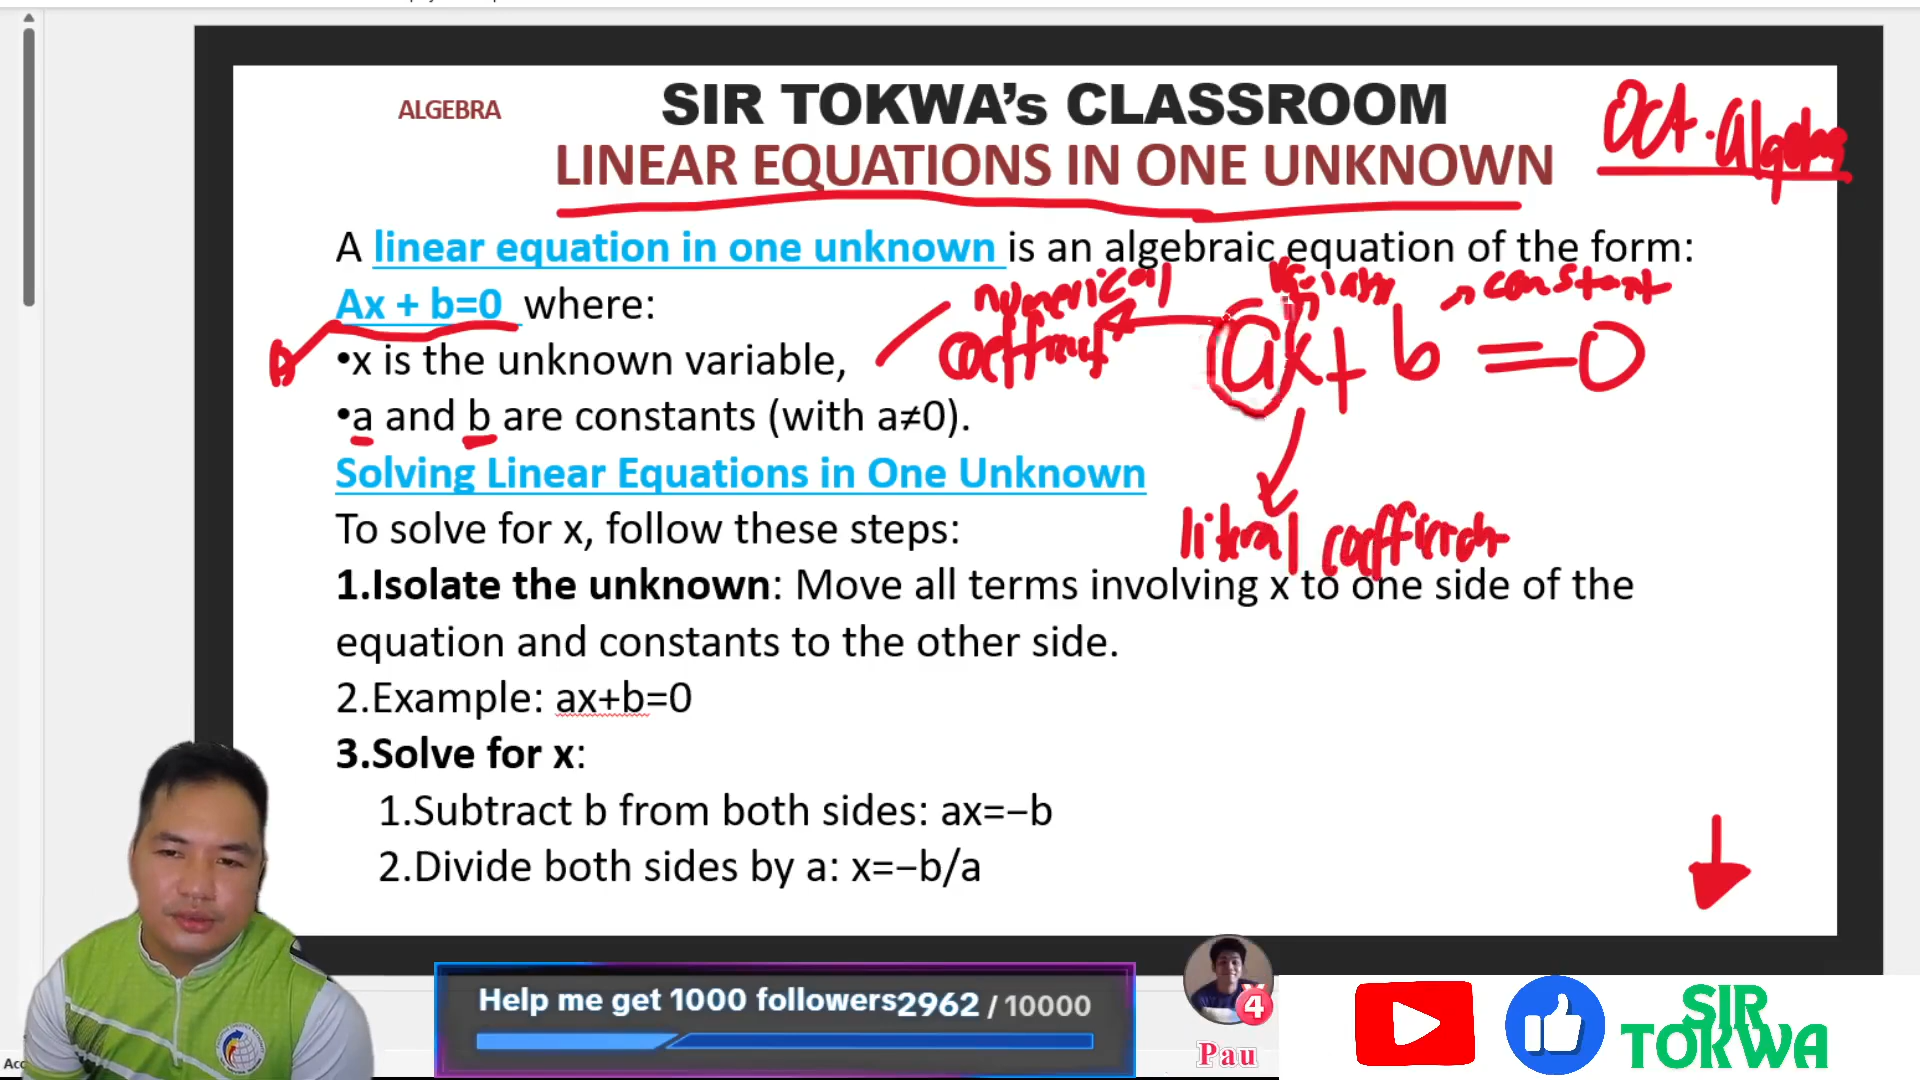 ALGEBRA
SIR TOKWA's CLASSROOM
LINEAR EQUATIONS IN ONE UNKNOWN
Oct. Algebra
A linear equation in one unknown is an algebraic equation of the form:
Ax + b=0 where:
numerical
coefficient
variable
constant
ax + b = 0
•x is the unknown variable,
•a and b are constants (with a≠0).
Solving Linear Equations in One Unknown
To solve for x, follow these steps:
literal coefficient
1.Isolate the unknown: Move all terms involving x to one side of the
equation and constants to the other side.
2.Example: ax+b=0
3.Solve for x:
1.Subtract b from both sides: ax=−b
2.Divide both sides by a: x=−b/a
Help me get 1000 followers2962 / 10000
x4
Pau
SIR
TOKWA